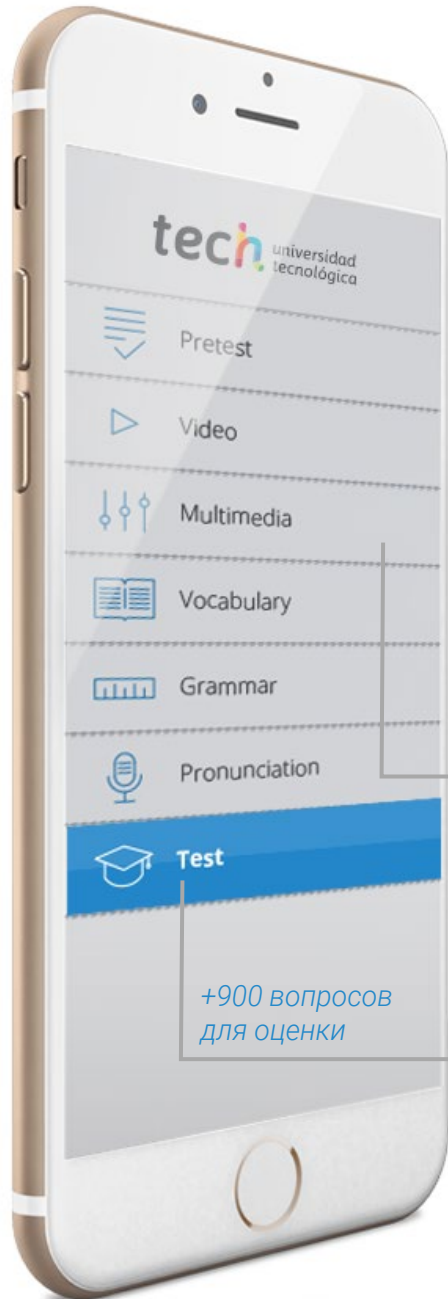 tech universidad
tecnológica
Pretest
Video
Multimedia
Vocabulary
Grammar
Pronunciation
Test
+900 вопросов
для оценки